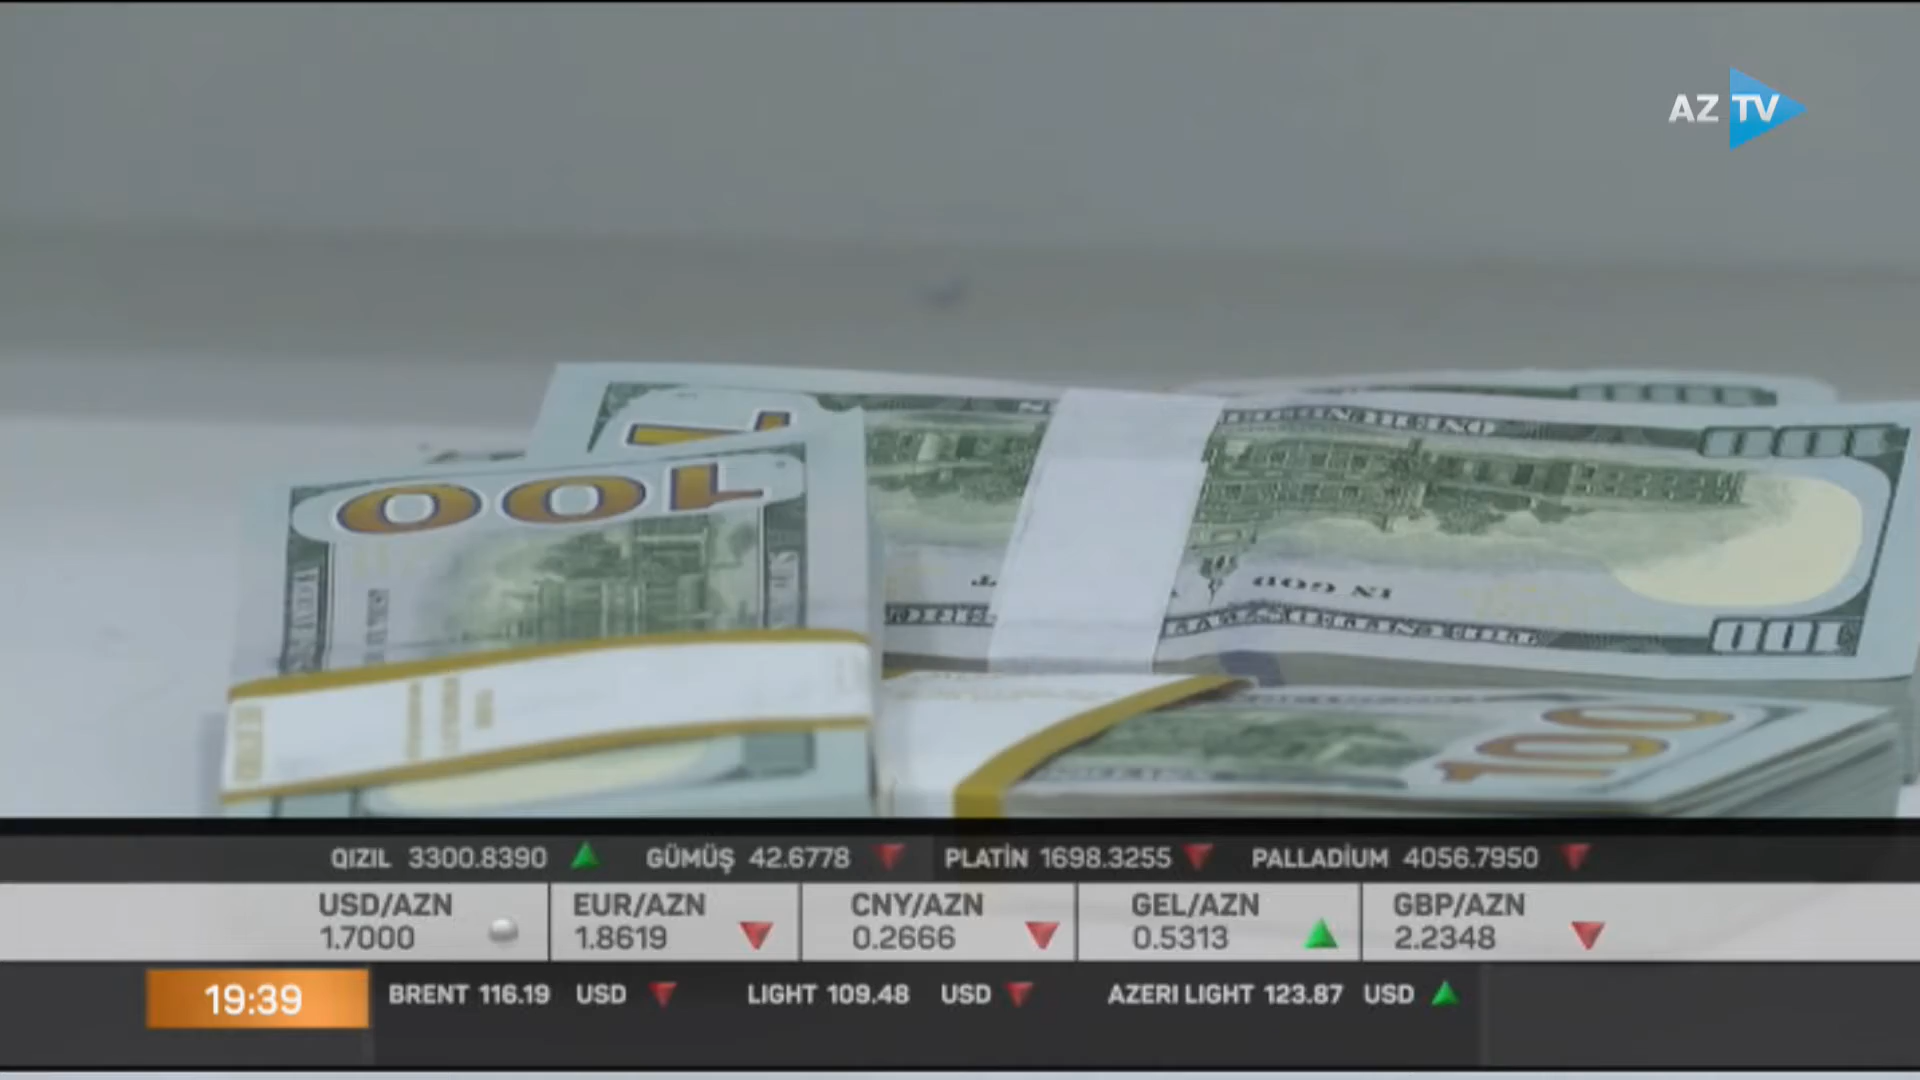 AZ TV
100
100
100
100
IN GOD
QIZIL 3300.8390 GÜMÜŞ 42.6778 PLATİN 1698.3255 PALLADİUM 4056.7950
USD/AZN EUR/AZN CNY/AZN GEL/AZN GBP/AZN
1.7000 1.8619 0.2666 0.5313 2.2348
19:39 BRENT 116.19 USD LIGHT 109.48 USD AZERI LIGHT 123.87 USD